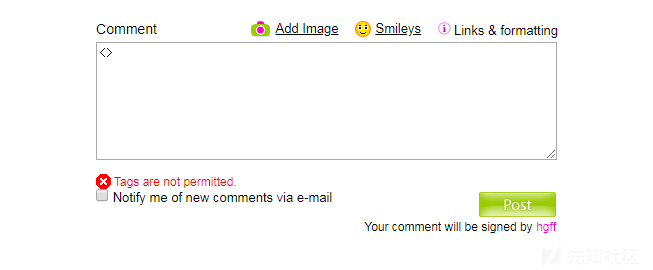 Comment Add Image Smileys Links & formatting
<>
Tags are not permitted.
Notify me of new comments via e-mail
Post
Your comment will be signed by hgff
先知社区